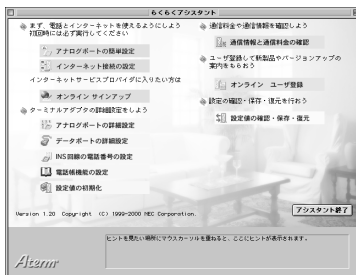 らくらくアシスタント
まず、電話とインターネットを使えるようにしよう
初回時には必ず実行してください
アナログポートの簡単設定
インターネット接続の設定
インターネットサービスプロバイダに入りたい方は
オンライン サインアップ
ターミナルアダプタの詳細設定をしよう
アナログポートの詳細設定
データポートの詳細設定
INS回線の電話番号の設定
電話帳機能の設定
設定値の初期化
通信料金や通信情報を確認しよう
通信情報と通信料金の確認
ユーザ登録して新製品やバージョンアップの
案内をもらおう
オンライン ユーザ登録
設定の確認・保存・復元を行おう
設定値の確認・保存・復元
Version 1.20 Copyright (C) 1999-2000 NEC Corporation.
アシスタント終了
Aterm
ヒントを見たい場所にマウスカーソルを重ねると、ここにヒントが表示されます。